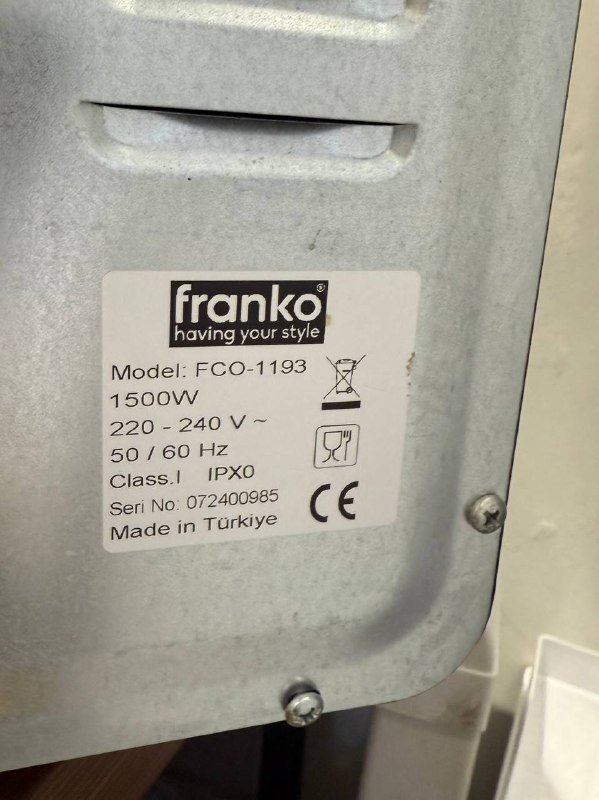 franko®
having your style
Model: FCO-1193
1500W
220 - 240 V ~
50 / 60 Hz
Class.I IPX0
Seri No: 072400985
Made in Türkiye
CE